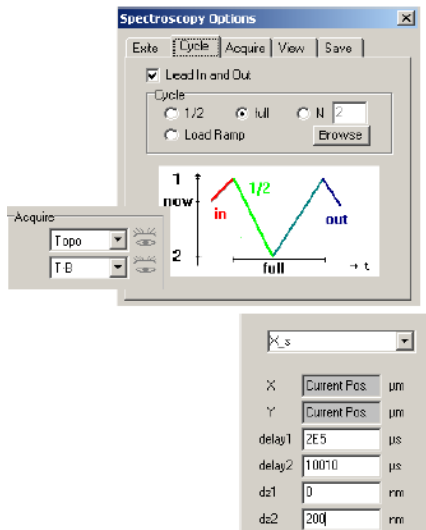 Spectroscopy Options
Exite Cycle Acquire View Save
Lead In and Out
Cycle
1/2 full N 2
Load Ramp Browse
1
now
in 1/2 out
2
full → t
Acquire
Topo
T-B
X_s
X Current Pos. µm
Y Current Pos. µm
delay1 2E5 µs
delay2 10010 µs
dz1 0 nm
dz2 200 nm